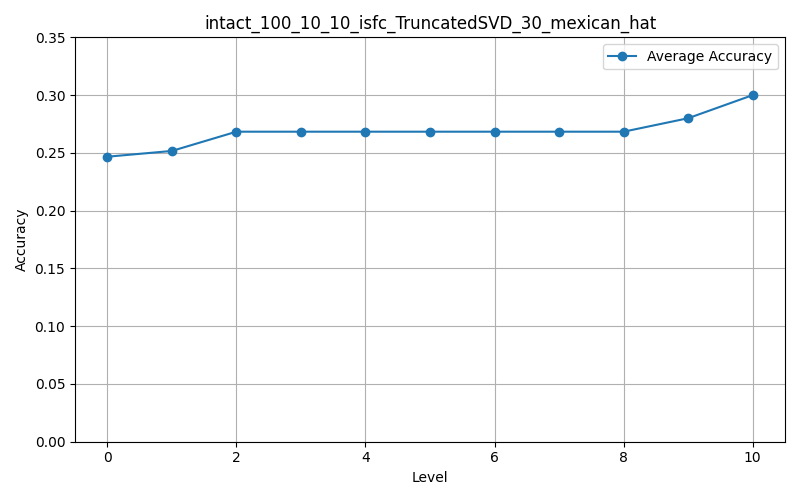 intact_100_10_10_isfc_TruncatedSVD_30_mexican_hat
Average Accuracy
Accuracy
0.35
0.30
0.25
0.20
0.15
0.10
0.05
0.00
0 2 4 6 8 10
Level